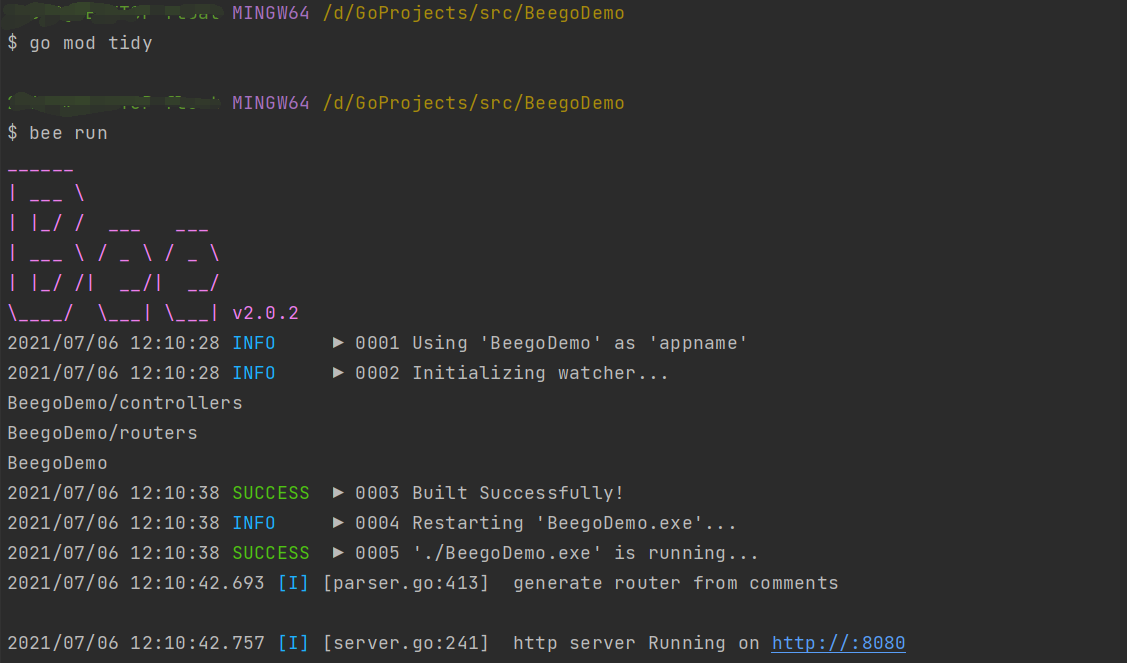 MINGW64 /d/GoProjects/src/BeegoDemo
$ go mod tidy
MINGW64 /d/GoProjects/src/BeegoDemo
$ bee run
______
| ___ \
| |_/ /  ___   ___
| ___ \ / _ \ / _ \
| |_/ /|  __/|  __/
\____/  \___| \___| v2.0.2
2021/07/06 12:10:28 INFO     ▶ 0001 Using 'BeegoDemo' as 'appname'
2021/07/06 12:10:28 INFO     ▶ 0002 Initializing watcher...
BeegoDemo/controllers
BeegoDemo/routers
BeegoDemo
2021/07/06 12:10:38 SUCCESS  ▶ 0003 Built Successfully!
2021/07/06 12:10:38 INFO     ▶ 0004 Restarting 'BeegoDemo.exe'...
2021/07/06 12:10:38 SUCCESS  ▶ 0005 './BeegoDemo.exe' is running...
2021/07/06 12:10:42.693 [I] [parser.go:413]  generate router from comments
2021/07/06 12:10:42.757 [I] [server.go:241]  http server Running on http://:8080